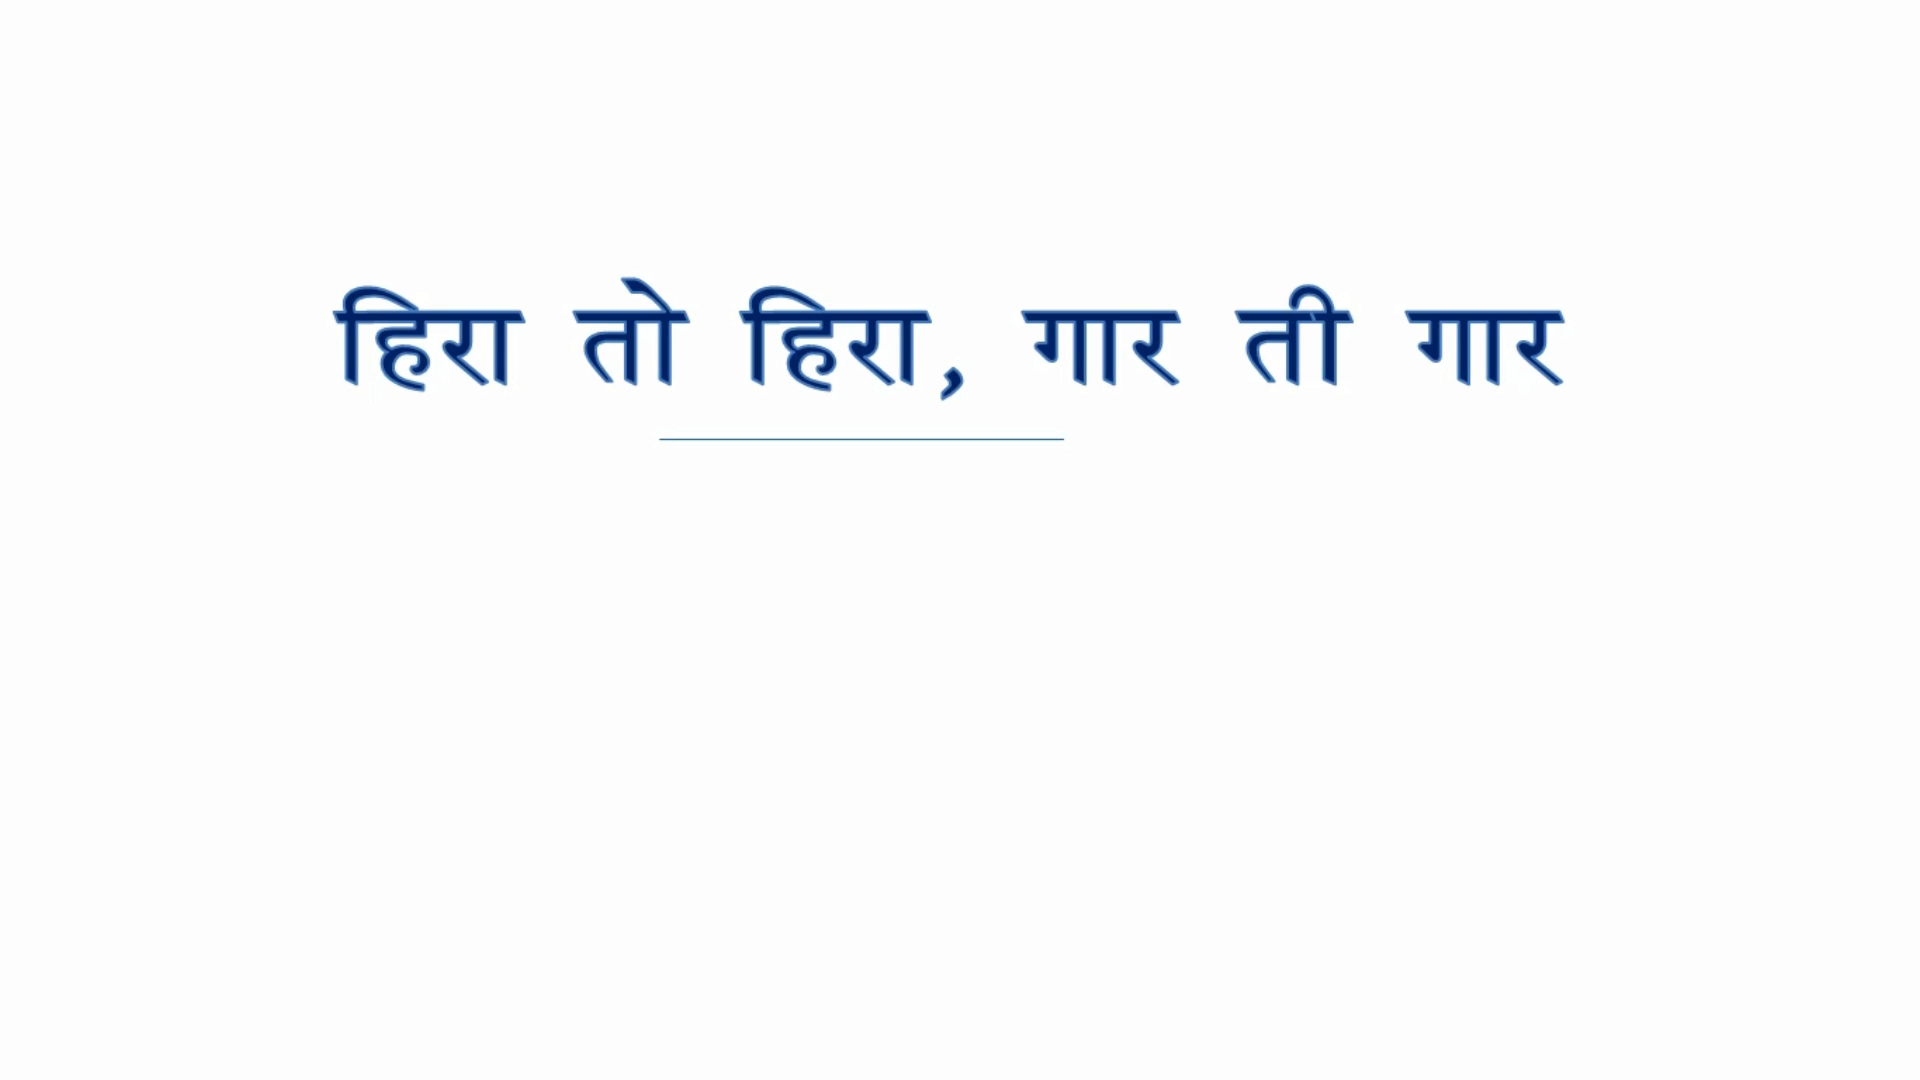 हिरा तो हिरा, गार ती गार